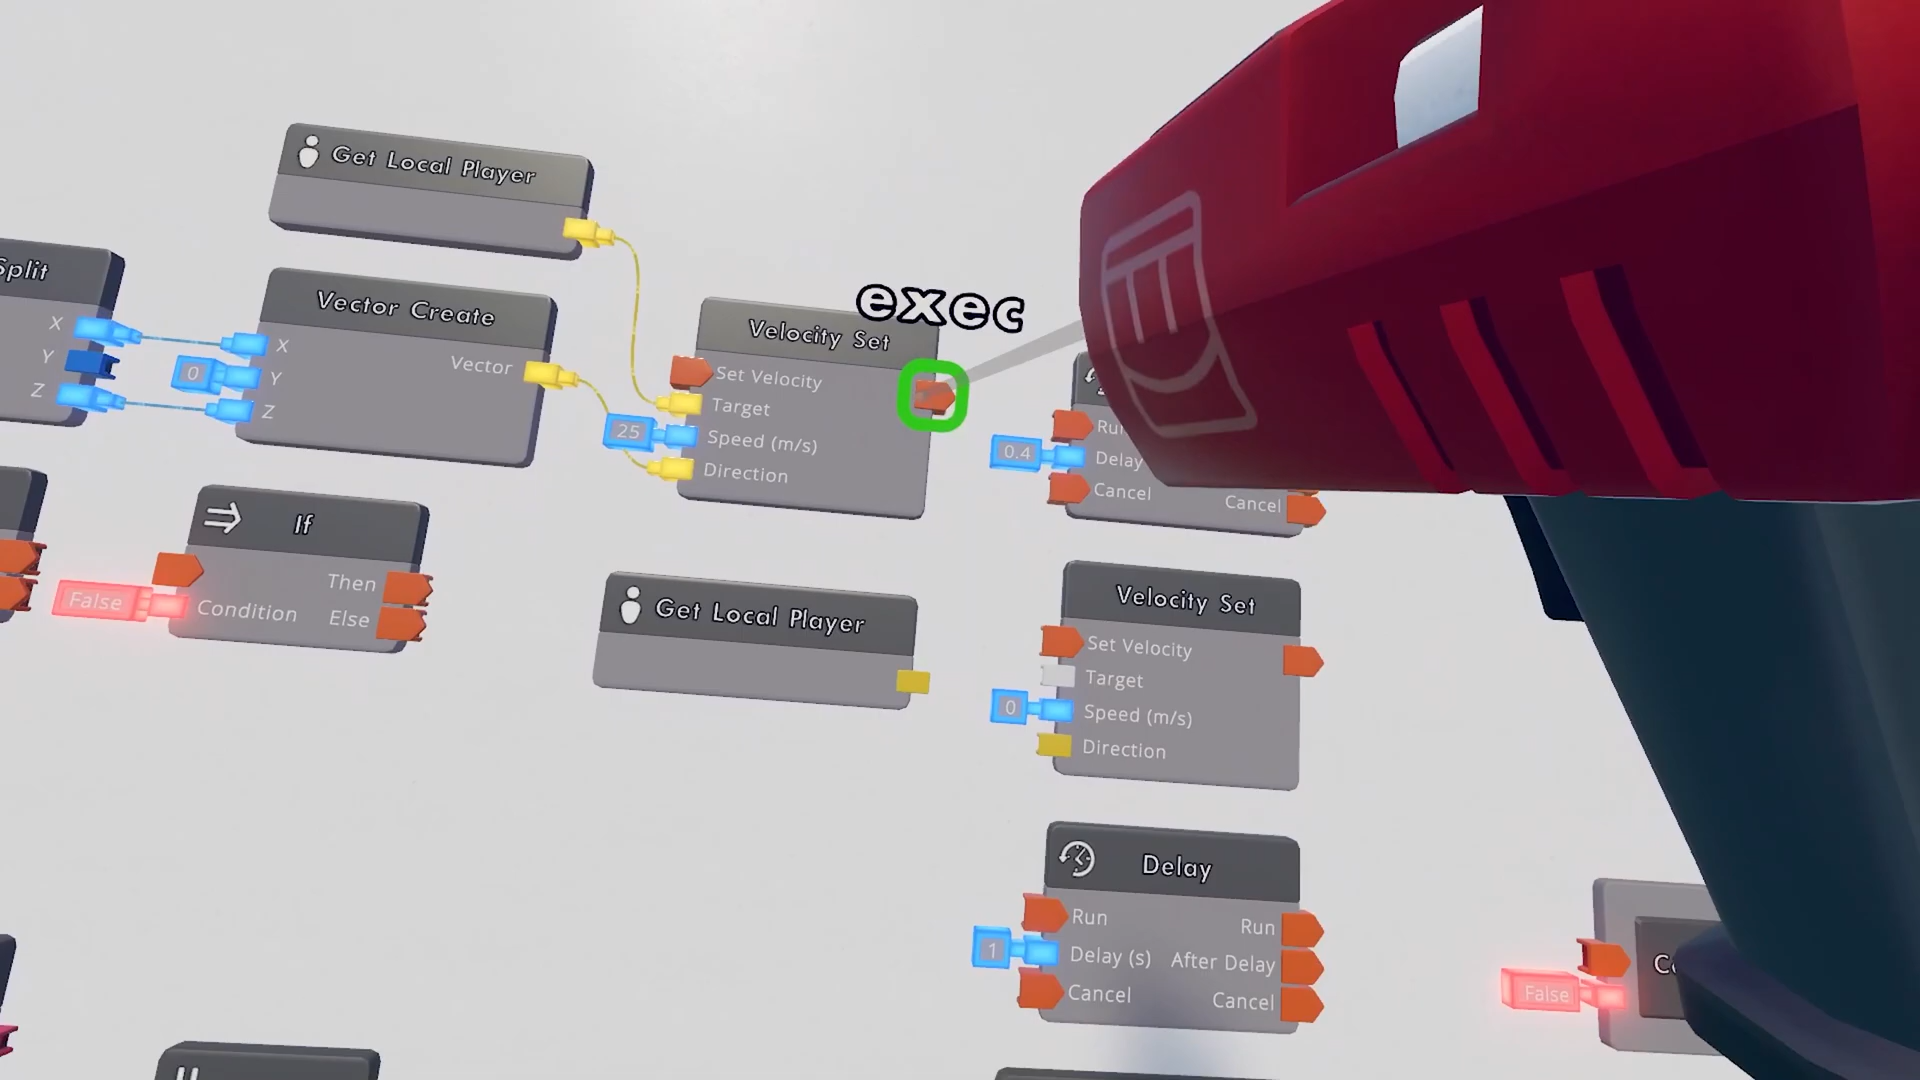 Get Local Player
Split
X
Y
Z
Vector Create
X
0
Y
Z
Vector
exec
Velocity Set
Set Velocity
Target
25
Speed (m/s)
Direction
0.4
Delay
Cancel
Cancel
If
Then
False
Condition
Else
Get Local Player
Velocity Set
Set Velocity
Target
0
Speed (m/s)
Direction
Delay
Run
Run
1
Delay (s)
After Delay
Cancel
Cancel
False